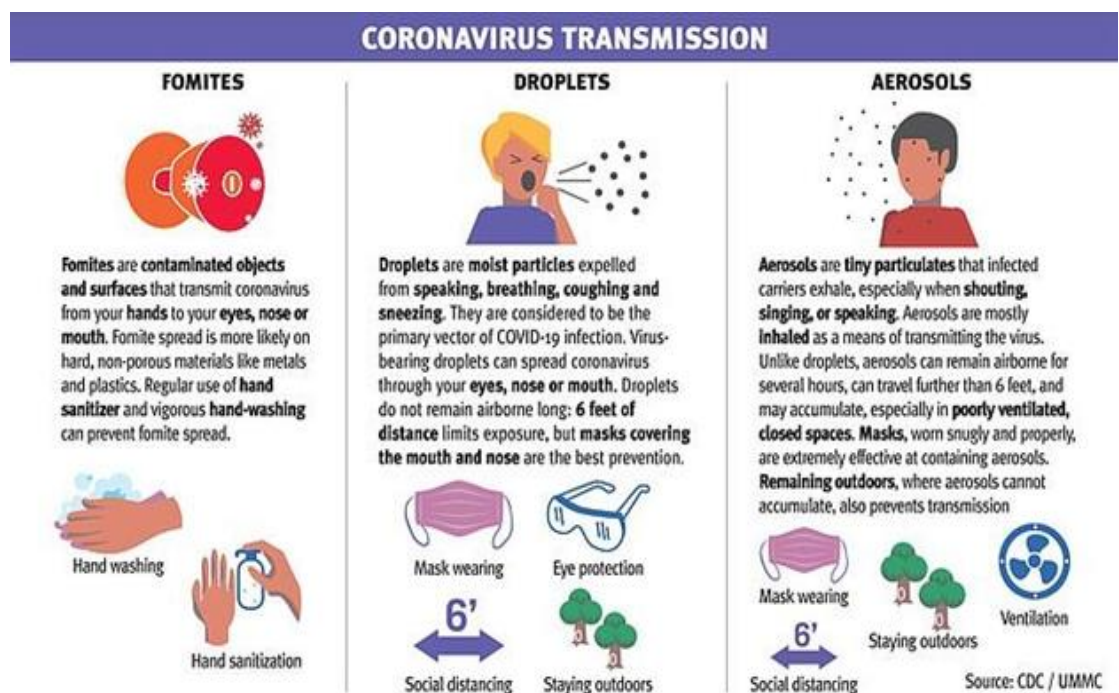 CORONAVIRUS TRANSMISSION
FOMITES
Fomites are contaminated objects
and surfaces that transmit coronavirus
from your hands to your eyes, nose or
mouth. Fomite spread is more likely on
hard, non-porous materials like metals
and plastics. Regular use of hand
sanitizer and vigorous hand-washing
can prevent fomite spread.
Hand washing
Hand sanitization
DROPLETS
Droplets are moist particles expelled
from speaking, breathing, coughing and
sneezing. They are considered to be the
primary vector of COVID-19 infection. Virus-
bearing droplets can spread coronavirus
through your eyes, nose or mouth. Droplets
do not remain airborne long: 6 feet of
distance limits exposure, but masks covering
the mouth and nose are the best prevention.
Mask wearing
Eye protection
6'
Social distancing
Staying outdoors
AEROSOLS
Aerosols are tiny particulates that infected
carriers exhale, especially when shouting,
singing, or speaking. Aerosols are mostly
inhaled as a means of transmitting the virus.
Unlike droplets, aerosols can remain airborne for
several hours, can travel further than 6 feet, and
may accumulate, especially in poorly ventilated,
closed spaces. Masks, worn snugly and properly,
are extremely effective at containing aerosols.
Remaining outdoors, where aerosols cannot
accumulate, also prevents transmission
Mask wearing
Staying outdoors
Ventilation
6'
Social distancing
Source: CDC / UMMC